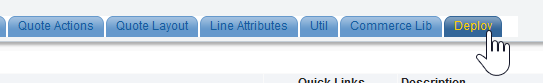 Quote Actions Quote Layout Line Attributes Util Commerce Lib Deploy
Quick Links Description